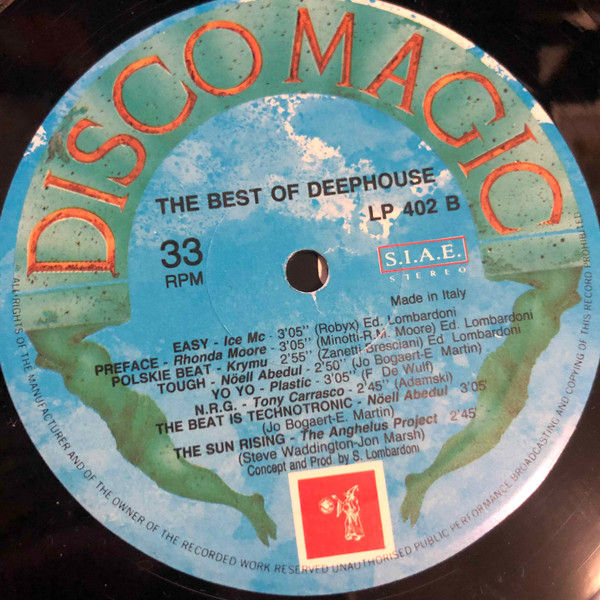 DISCO MAGIC
THE BEST OF DEEPHOUSE
LP 402 B
33
RPM
S.I.A.E.
STEREO
Made in Italy
EASY - Ice Mc - 3'05" (Robyx) Ed. Lombardoni
PREFACE - Rhonda Moore - 3'05" (Minotti-R.M. Moore) Ed. Lombardoni
POLSKIE BEAT - Krymu - 2'55" (Zanetti-Bresciani) Ed. Lombardoni
TOUGH - Nöell Abedul - 2'50" (Jo Bogaert-E. Martin)
YO YO - Plastic - 3'05" (F. De Wulf)
N.R.G. - Tony Carrasco - 2'45" (Adamski)
THE BEAT IS TECHNOTRONIC - Nöell Abedul - 3'05'
(Jo Bogaert-E. Martin)
THE SUN RISING - The Anghelus Project - 2'45"
(Steve Waddington-Jon Marsh)
Concept and Prod. by S. Lombardoni
ALL RIGHTS OF THE MANUFACTURER AND OF THE OWNER OF THE RECORDED WORK RESERVED UNAUTHORISED PUBLIC PERFORMANCE BROADCASTING AND COPYING OF THIS RECORD PROHIBITED